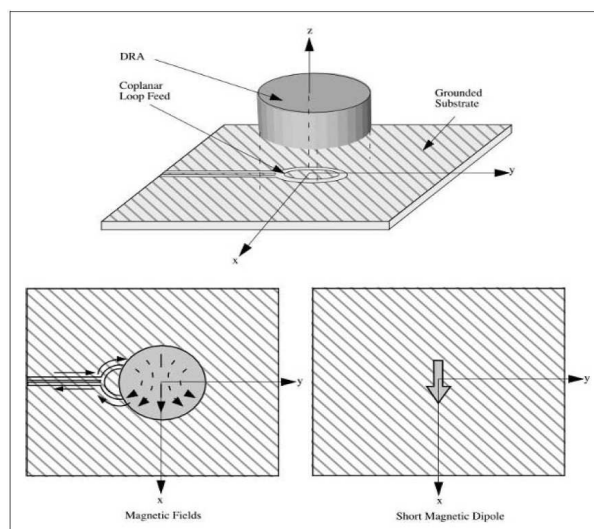 z
DRA
Coplanar
Loop Feed
Grounded
Substrate
y
x
y
y
x
x
Magnetic Fields
Short Magnetic Dipole